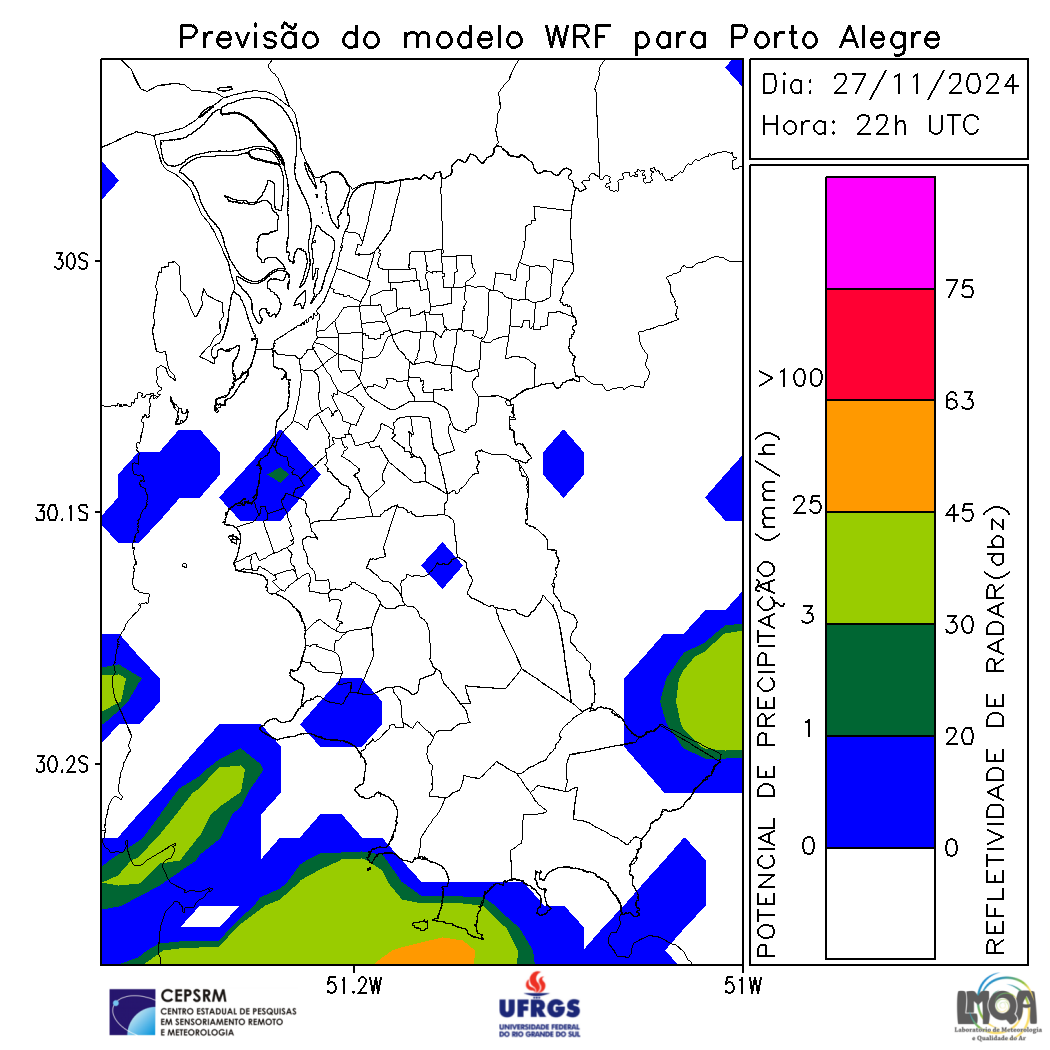 Previsão do modelo WRF para Porto Alegre
Dia: 27/11/2024
Hora: 22h UTC
30S
30.1S
30.2S
51.2W
51W
POTENCIAL DE PRECIPITAÇÃO (mm/h)
>100
25
3
1
0
75
63
45
30
20
0
REFLETIVIDADE DE RADAR(dbz)
CEPSRM
CENTRO ESTADUAL DE PESQUISAS
EM SENSORIAMENTO REMOTO
E METEOROLOGIA
UFRGS
UNIVERSIDADE FEDERAL
DO RIO GRANDE DO SUL
LMQA
Laboratório de Meteorologia
e Qualidade do Ar